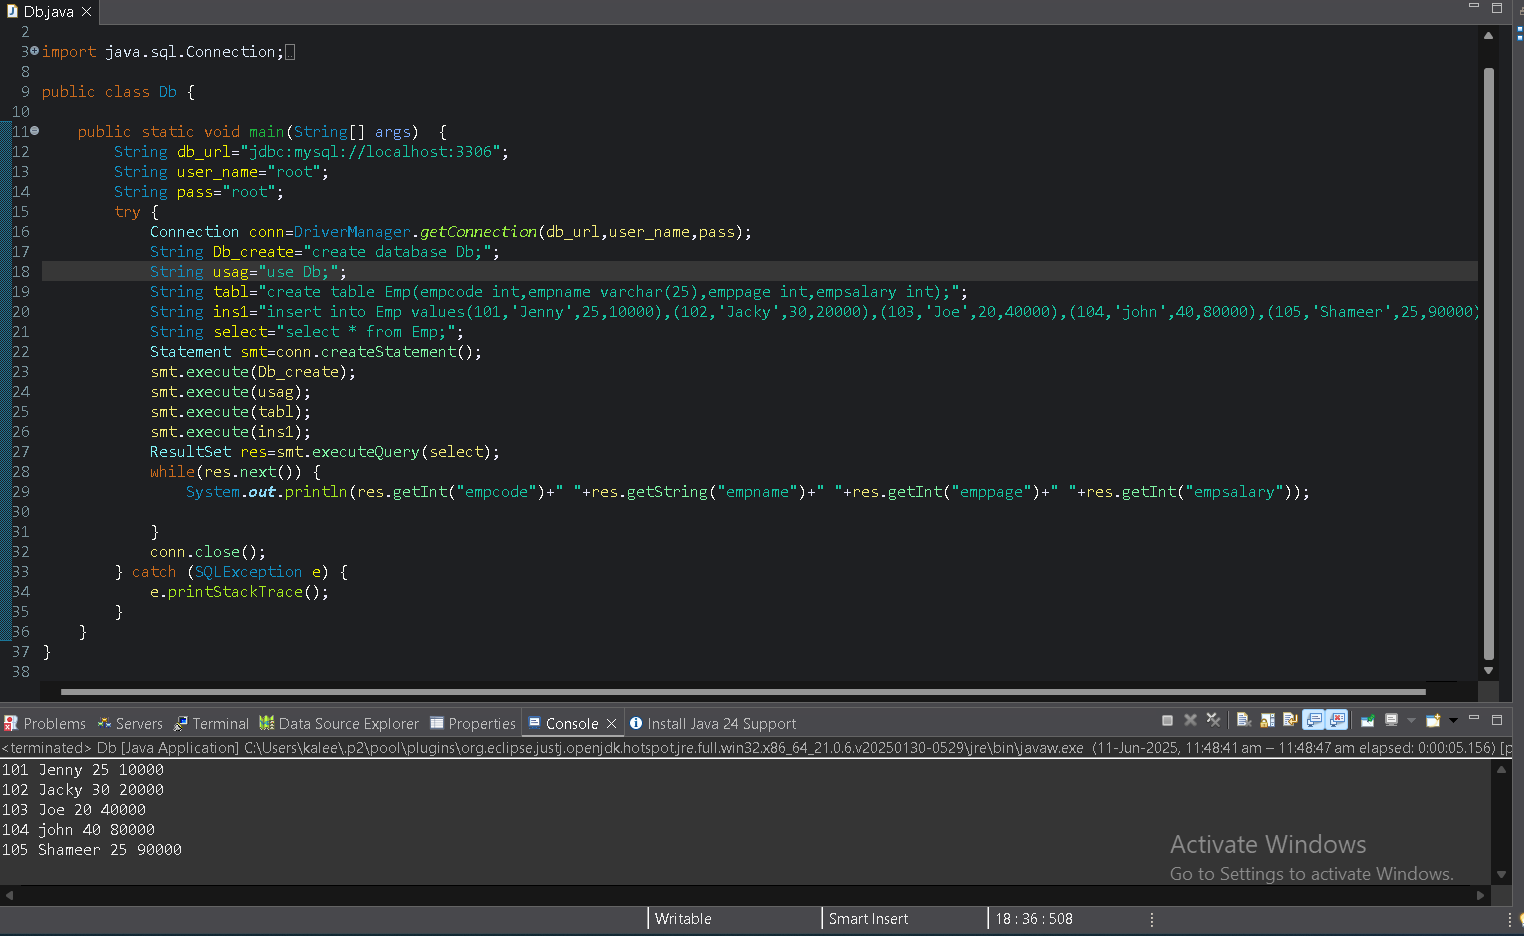 Db.java
2
3 import java.sql.Connection;
8
9 public class Db {
10
11 public static void main(String[] args)  {
12 String db_url="jdbc:mysql://localhost:3306";
13 String user_name="root";
14 String pass="root";
15 try {
16 Connection conn=DriverManager.getConnection(db_url,user_name,pass);
17 String Db_create="create database Db;";
18 String usag="use Db;";
19 String tabl="create table Emp(empcode int,empname varchar(25),emppage int,empsalary int);";
20 String ins1="insert into Emp values(101,'Jenny',25,10000),(102,'Jacky',30,20000),(103,'Joe',20,40000),(104,'john',40,80000),(105,'Shameer',25,90000)
21 String select="select * from Emp;";
22 Statement smt=conn.createStatement();
23 smt.execute(Db_create);
24 smt.execute(usag);
25 smt.execute(tabl);
26 smt.execute(ins1);
27 ResultSet res=smt.executeQuery(select);
28 while(res.next()) {
29 System.out.println(res.getInt("empcode")+" "+res.getString("empname")+" "+res.getInt("emppage")+" "+res.getInt("empsalary"));
30
31 }
32 conn.close();
33 } catch (SQLException e) {
34 e.printStackTrace();
35 }
36 }
37 }
38
Problems Servers Terminal Data Source Explorer Properties Console Install Java 24 Support
<terminated> Db [Java Application] C:\Users\kalee\.p2\pool\plugins\org.eclipse.justj.openjdk.hotspot.jre.full.win32.x86_64_21.0.6.v20250130-0529\jre\bin\javaw.exe (11-Jun-2025, 11:48:41 am – 11:48:47 am elapsed: 0:00:05.156) [p
101 Jenny 25 10000
102 Jacky 30 20000
103 Joe 20 40000
104 john 40 80000
105 Shameer 25 90000
Activate Windows
Go to Settings to activate Windows.
Writable Smart Insert 18 : 36 : 508